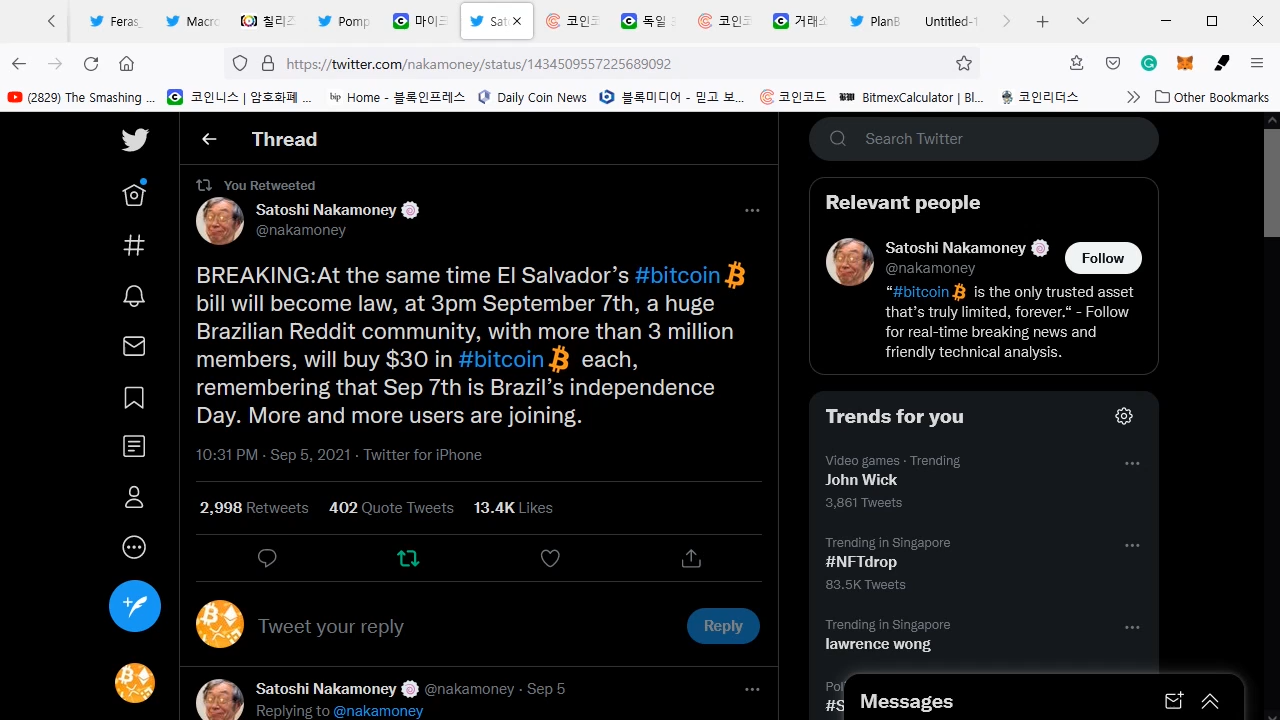 Feras
Macro
칠리즈
Pomp
마이크
Sat
코인코
독일
코인코
거래소
PlanB
Untitled-1
https://twitter.com/nakamoney/status/1434509557225689092
(2829) The Smashing ...
코인니스 | 암호화폐 ...
bip Home - 블록인프레스
Daily Coin News
블록미디어 - 믿고 보...
코인코드
BitmexCalculator | Bl...
코인리더스
Other Bookmarks
Thread
You Retweeted
Satoshi Nakamoney
@nakamoney
BREAKING:At the same time El Salvador’s #bitcoin
bill will become law, at 3pm September 7th, a huge
Brazilian Reddit community, with more than 3 million
members, will buy $30 in #bitcoin each,
remembering that Sep 7th is Brazil’s independence
Day. More and more users are joining.
10:31 PM · Sep 5, 2021 · Twitter for iPhone
2,998 Retweets 402 Quote Tweets 13.4K Likes
Tweet your reply
Reply
Satoshi Nakamoney @nakamoney · Sep 5
Replying to @nakamoney
Search Twitter
Relevant people
Satoshi Nakamoney
@nakamoney
Follow
“#bitcoin is the only trusted asset
that’s truly limited, forever.“ - Follow
for real-time breaking news and
friendly technical analysis.
Trends for you
Video games · Trending
John Wick
3,861 Tweets
Trending in Singapore
#NFTdrop
83.5K Tweets
Trending in Singapore
lawrence wong
Messages